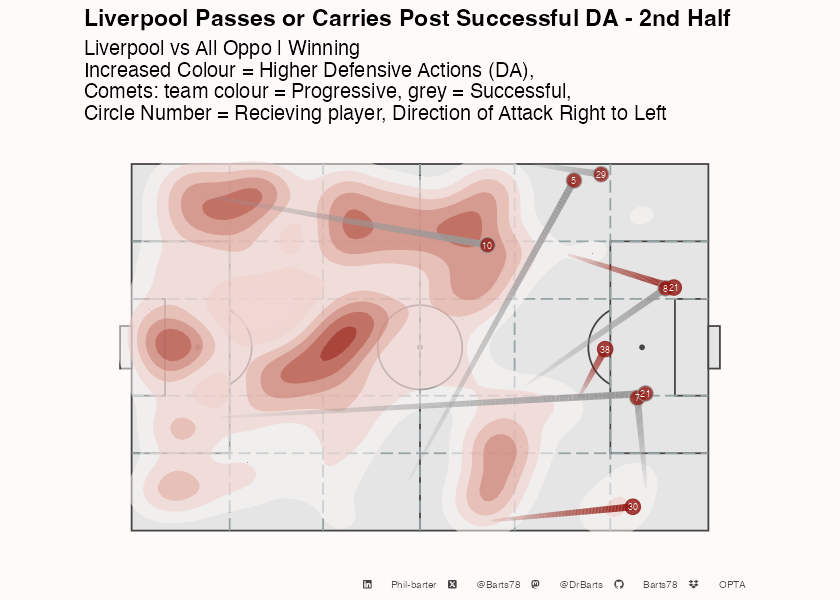 Liverpool Passes or Carries Post Successful DA - 2nd Half
Liverpool vs All Oppo | Winning
Increased Colour = Higher Defensive Actions (DA),
Comets: team colour = Progressive, grey = Successful,
Circle Number = Recieving player, Direction of Attack Right to Left
29
5
10
8 21
38
7 21
30
Phil-barter @Barts78 @DrBarts Barts78 OPTA